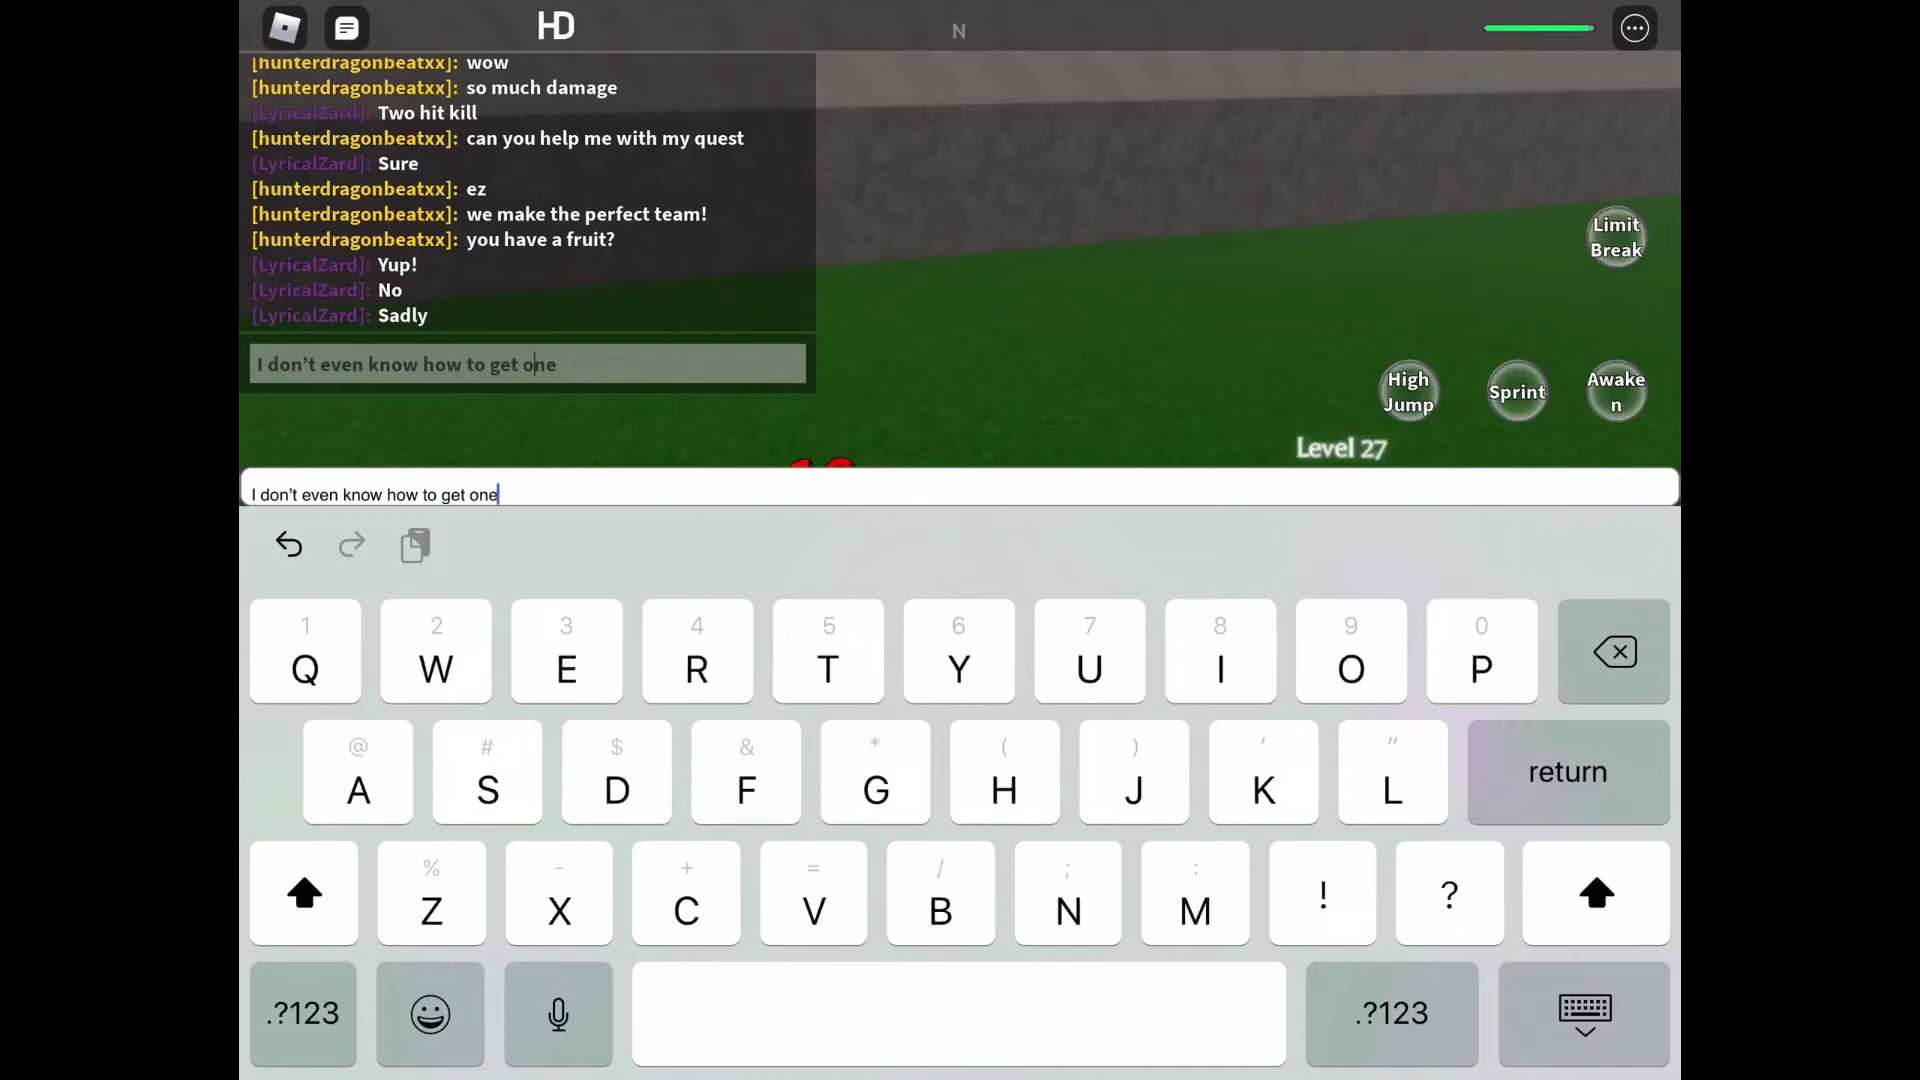 HD
N
[hunterdragonbeatxx]: wow
[hunterdragonbeatxx]: so much damage
[LyricalZard]: Two hit kill
[hunterdragonbeatxx]: can you help me with my quest
[LyricalZard]: Sure
[hunterdragonbeatxx]: ez
[hunterdragonbeatxx]: we make the perfect team!
[hunterdragonbeatxx]: you have a fruit?
[LyricalZard]: Yup!
[LyricalZard]: No
[LyricalZard]: Sadly
I don’t even know how to get one
Limit
Break
High
Jump
Sprint
Awake
n
Level 27
I don’t even know how to get one
1 2 3 4 5 6 7 8 9 0
Q W E R T Y U I O P
@ # $ & * ( ) ' "
A S D F G H J K L return
% - + = / ; :
Z X C V B N M ! ?
.?123 .?123